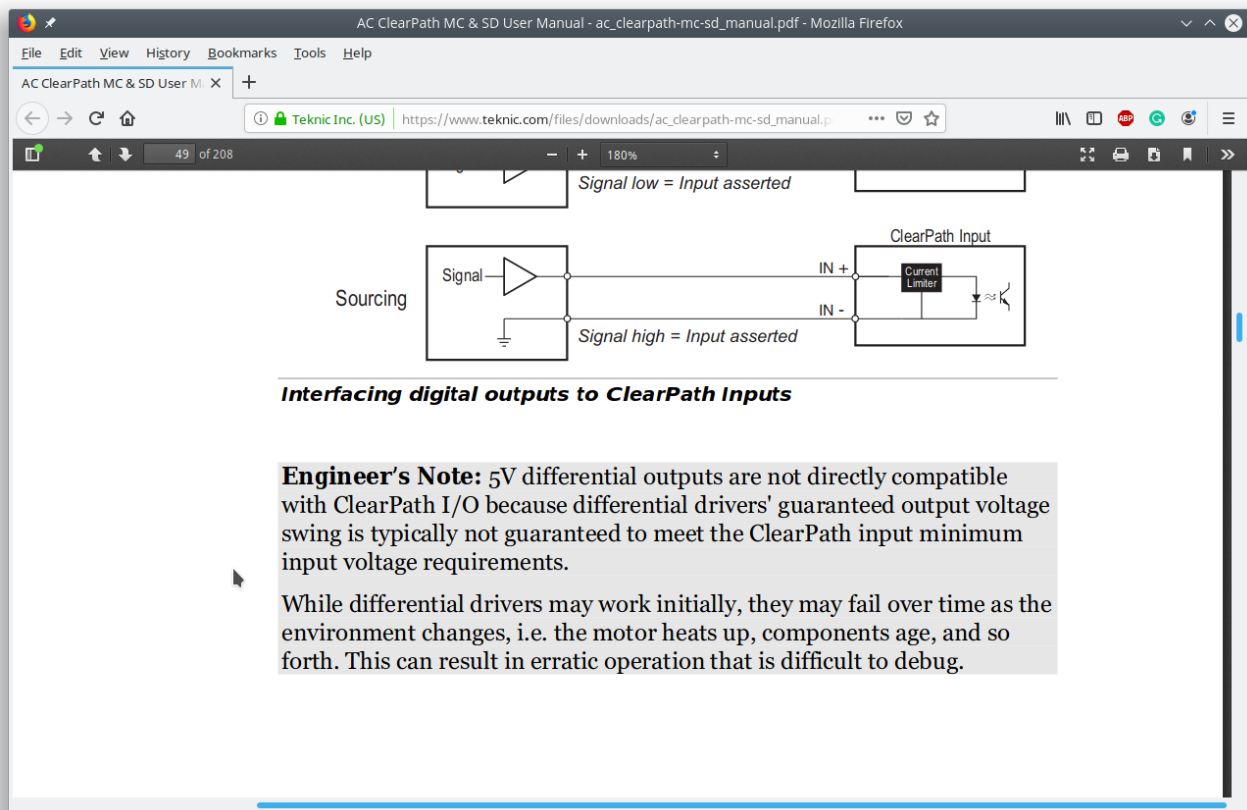 AC ClearPath MC & SD User Manual - ac_clearpath-mc-sd_manual.pdf - Mozilla Firefox
File Edit View History Bookmarks Tools Help
AC ClearPath MC & SD User M
Teknic Inc. (US) https://www.teknic.com/files/downloads/ac_clearpath-mc-sd_manual.p
ABP
49 of 208
180%
Signal low = Input asserted
ClearPath Input
Signal
IN +
Current
Limiter
Sourcing
IN -
Signal high = Input asserted
Interfacing digital outputs to ClearPath Inputs
Engineer's Note: 5V differential outputs are not directly compatible
with ClearPath I/O because differential drivers' guaranteed output voltage
swing is typically not guaranteed to meet the ClearPath input minimum
input voltage requirements.
While differential drivers may work initially, they may fail over time as the
environment changes, i.e. the motor heats up, components age, and so
forth. This can result in erratic operation that is difficult to debug.